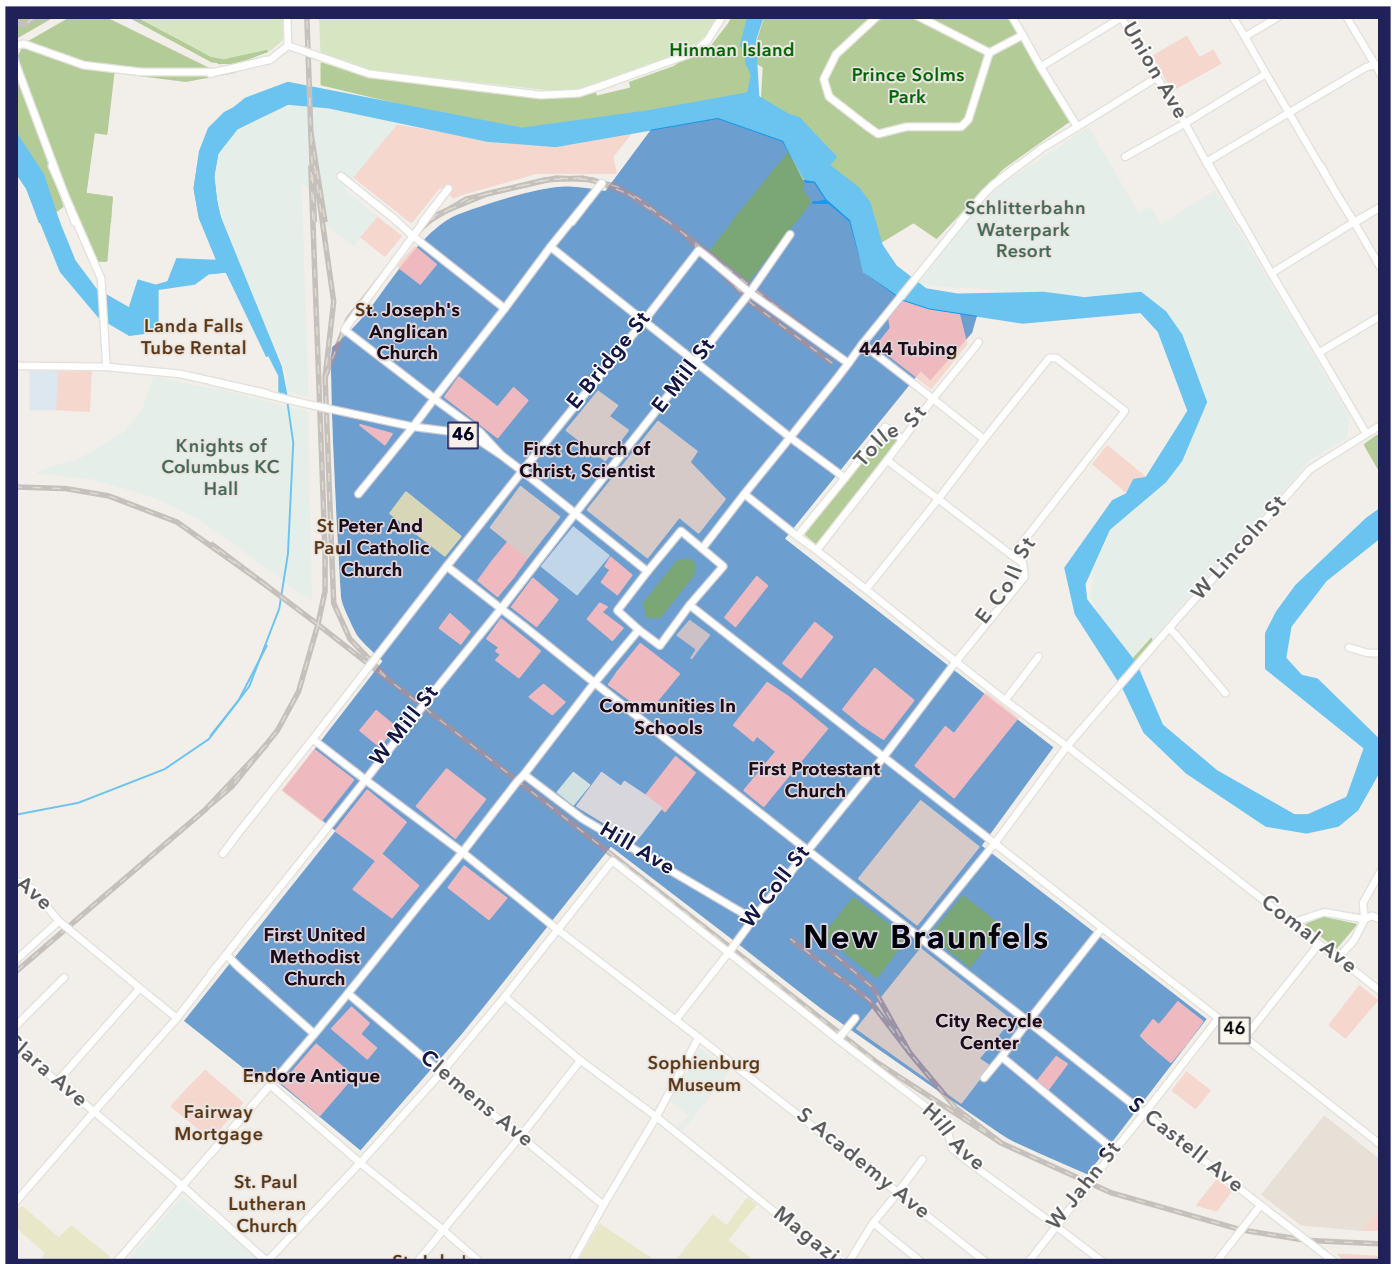 Hinman Island
Union Ave
Prince Solms
Park
Schlitterbahn
Waterpark
Resort
St. Joseph's
Anglican
Church
Landa Falls
Tube Rental
E Bridge St
E Mill St
444 Tubing
Tolle St
46
Knights of
Columbus KC
Hall
First Church of
Christ, Scientist
St Peter And
Paul Catholic
Church
E Coll St
W Lincoln St
W Mill St
Communities In
Schools
First Protestant
Church
Hill Ave
W Coll St
Ave
New Braunfels
Comal Ave
First United
Methodist
Church
City Recycle
Center
46
Clara Ave
Endore Antique
Sophienburg
Museum
Clemens Ave
Fairway
Mortgage
S Academy Ave
Hill Ave
S Castell Ave
W Jahn St
St. Paul
Lutheran
Church
Magazi